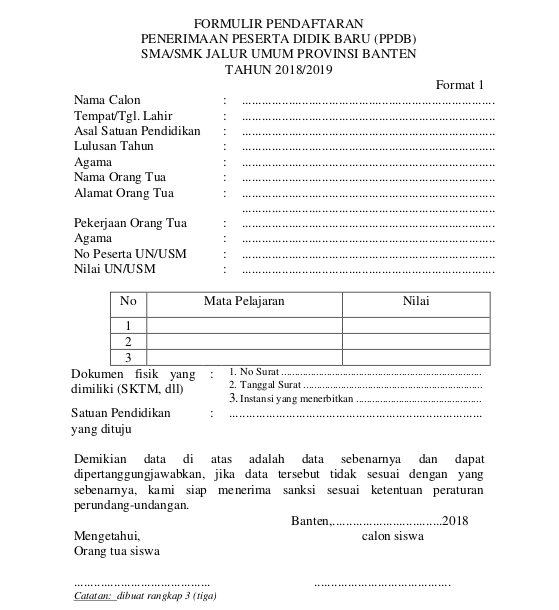 FORMULIR PENDAFTARAN
PENERIMAAN PESERTA DIDIK BARU (PPDB)
SMA/SMK JALUR UMUM PROVINSI BANTEN
TAHUN 2018/2019
Format 1
Nama Calon : ................................................................................
Tempat/Tgl. Lahir : ................................................................................
Asal Satuan Pendidikan : ................................................................................
Lulusan Tahun : ................................................................................
Agama : ................................................................................
Nama Orang Tua : ................................................................................
Alamat Orang Tua : ................................................................................
................................................................................
Pekerjaan Orang Tua : ................................................................................
Agama : ................................................................................
No Peserta UN/USM : ................................................................................
Nilai UN/USM : ................................................................................
No Mata Pelajaran Nilai
1
2
3
Dokumen fisik yang : 1. No Surat ................................................................................
dimiliki (SKTM, dll) 2. Tanggal Surat ........................................................................
3. Instansi yang menerbitkan ..................................................
Satuan Pendidikan : ................................................................................
yang dituju
Demikian data di atas adalah data sebenarnya dan dapat
dipertanggungjawabkan, jika data tersebut tidak sesuai dengan yang
sebenarnya, kami siap menerima sanksi sesuai ketentuan peraturan
perundang-undangan.
Banten,..................................2018
Mengetahui, calon siswa
Orang tua siswa
.......................................... ..........................................
Catatan: dibuat rangkap 3 (tiga)